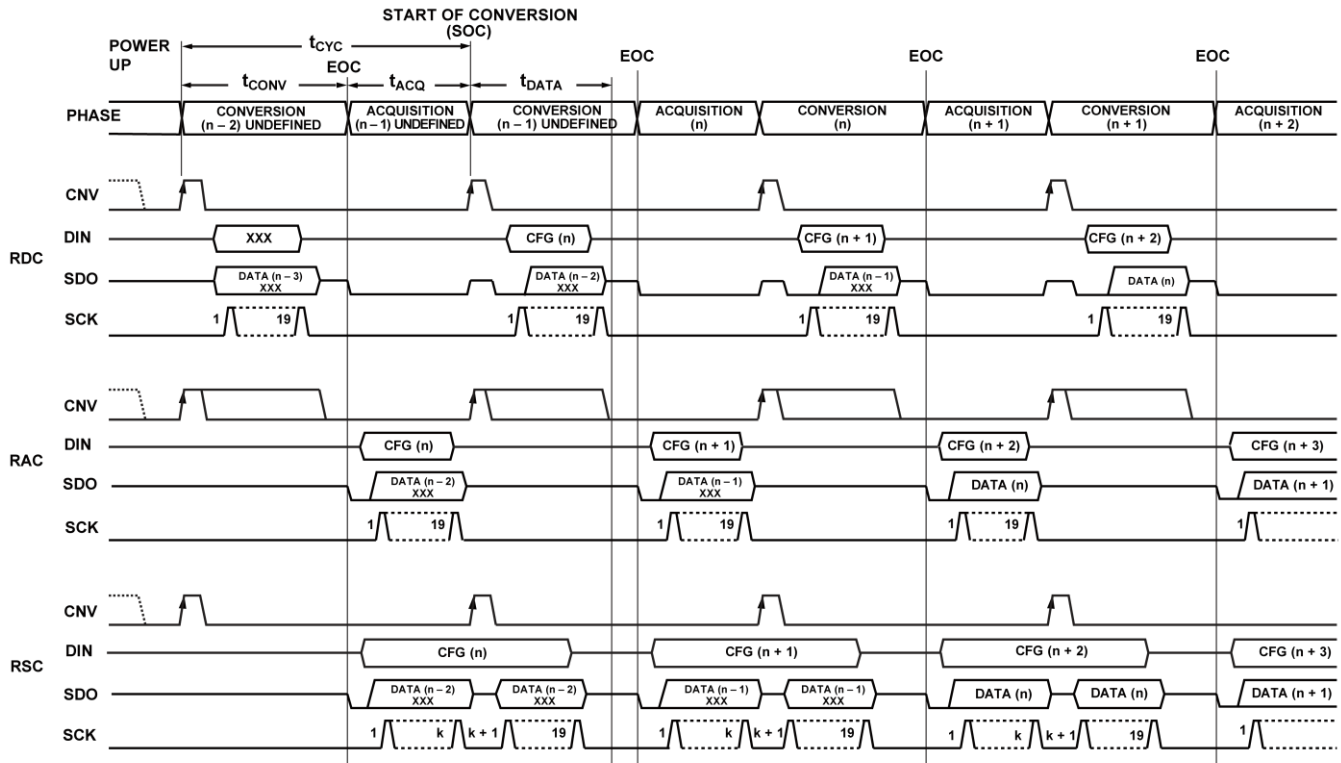 START OF CONVERSION
(SOC)
POWER
UP
tCYC
EOC
EOC
EOC
EOC
tCONV
tACQ
tDATA
PHASE
CONVERSION
(n – 2) UNDEFINED
ACQUISITION
(n – 1) UNDEFINED
CONVERSION
(n – 1) UNDEFINED
ACQUISITION
(n)
CONVERSION
(n)
ACQUISITION
(n + 1)
CONVERSION
(n + 1)
ACQUISITION
(n + 2)
RDC
CNV
DIN
XXX
CFG (n)
CFG (n + 1)
CFG (n + 2)
SDO
DATA (n – 3)
XXX
DATA (n – 2)
XXX
DATA (n – 1)
XXX
DATA (n)
SCK
1 19
1 19
1 19
1 19
RAC
CNV
DIN
CFG (n)
CFG (n + 1)
CFG (n + 2)
CFG (n + 3)
SDO
DATA (n – 2)
XXX
DATA (n – 1)
XXX
DATA (n)
DATA (n + 1)
SCK
1 19
1 19
1 19
1
RSC
CNV
DIN
CFG (n)
CFG (n + 1)
CFG (n + 2)
CFG (n + 3)
SDO
DATA (n – 2)
XXX
DATA (n – 2)
XXX
DATA (n – 1)
XXX
DATA (n – 1)
XXX
DATA (n)
DATA (n)
DATA (n + 1)
SCK
1 k k + 1 19
1 k k + 1 19
1 k k + 1 19
1